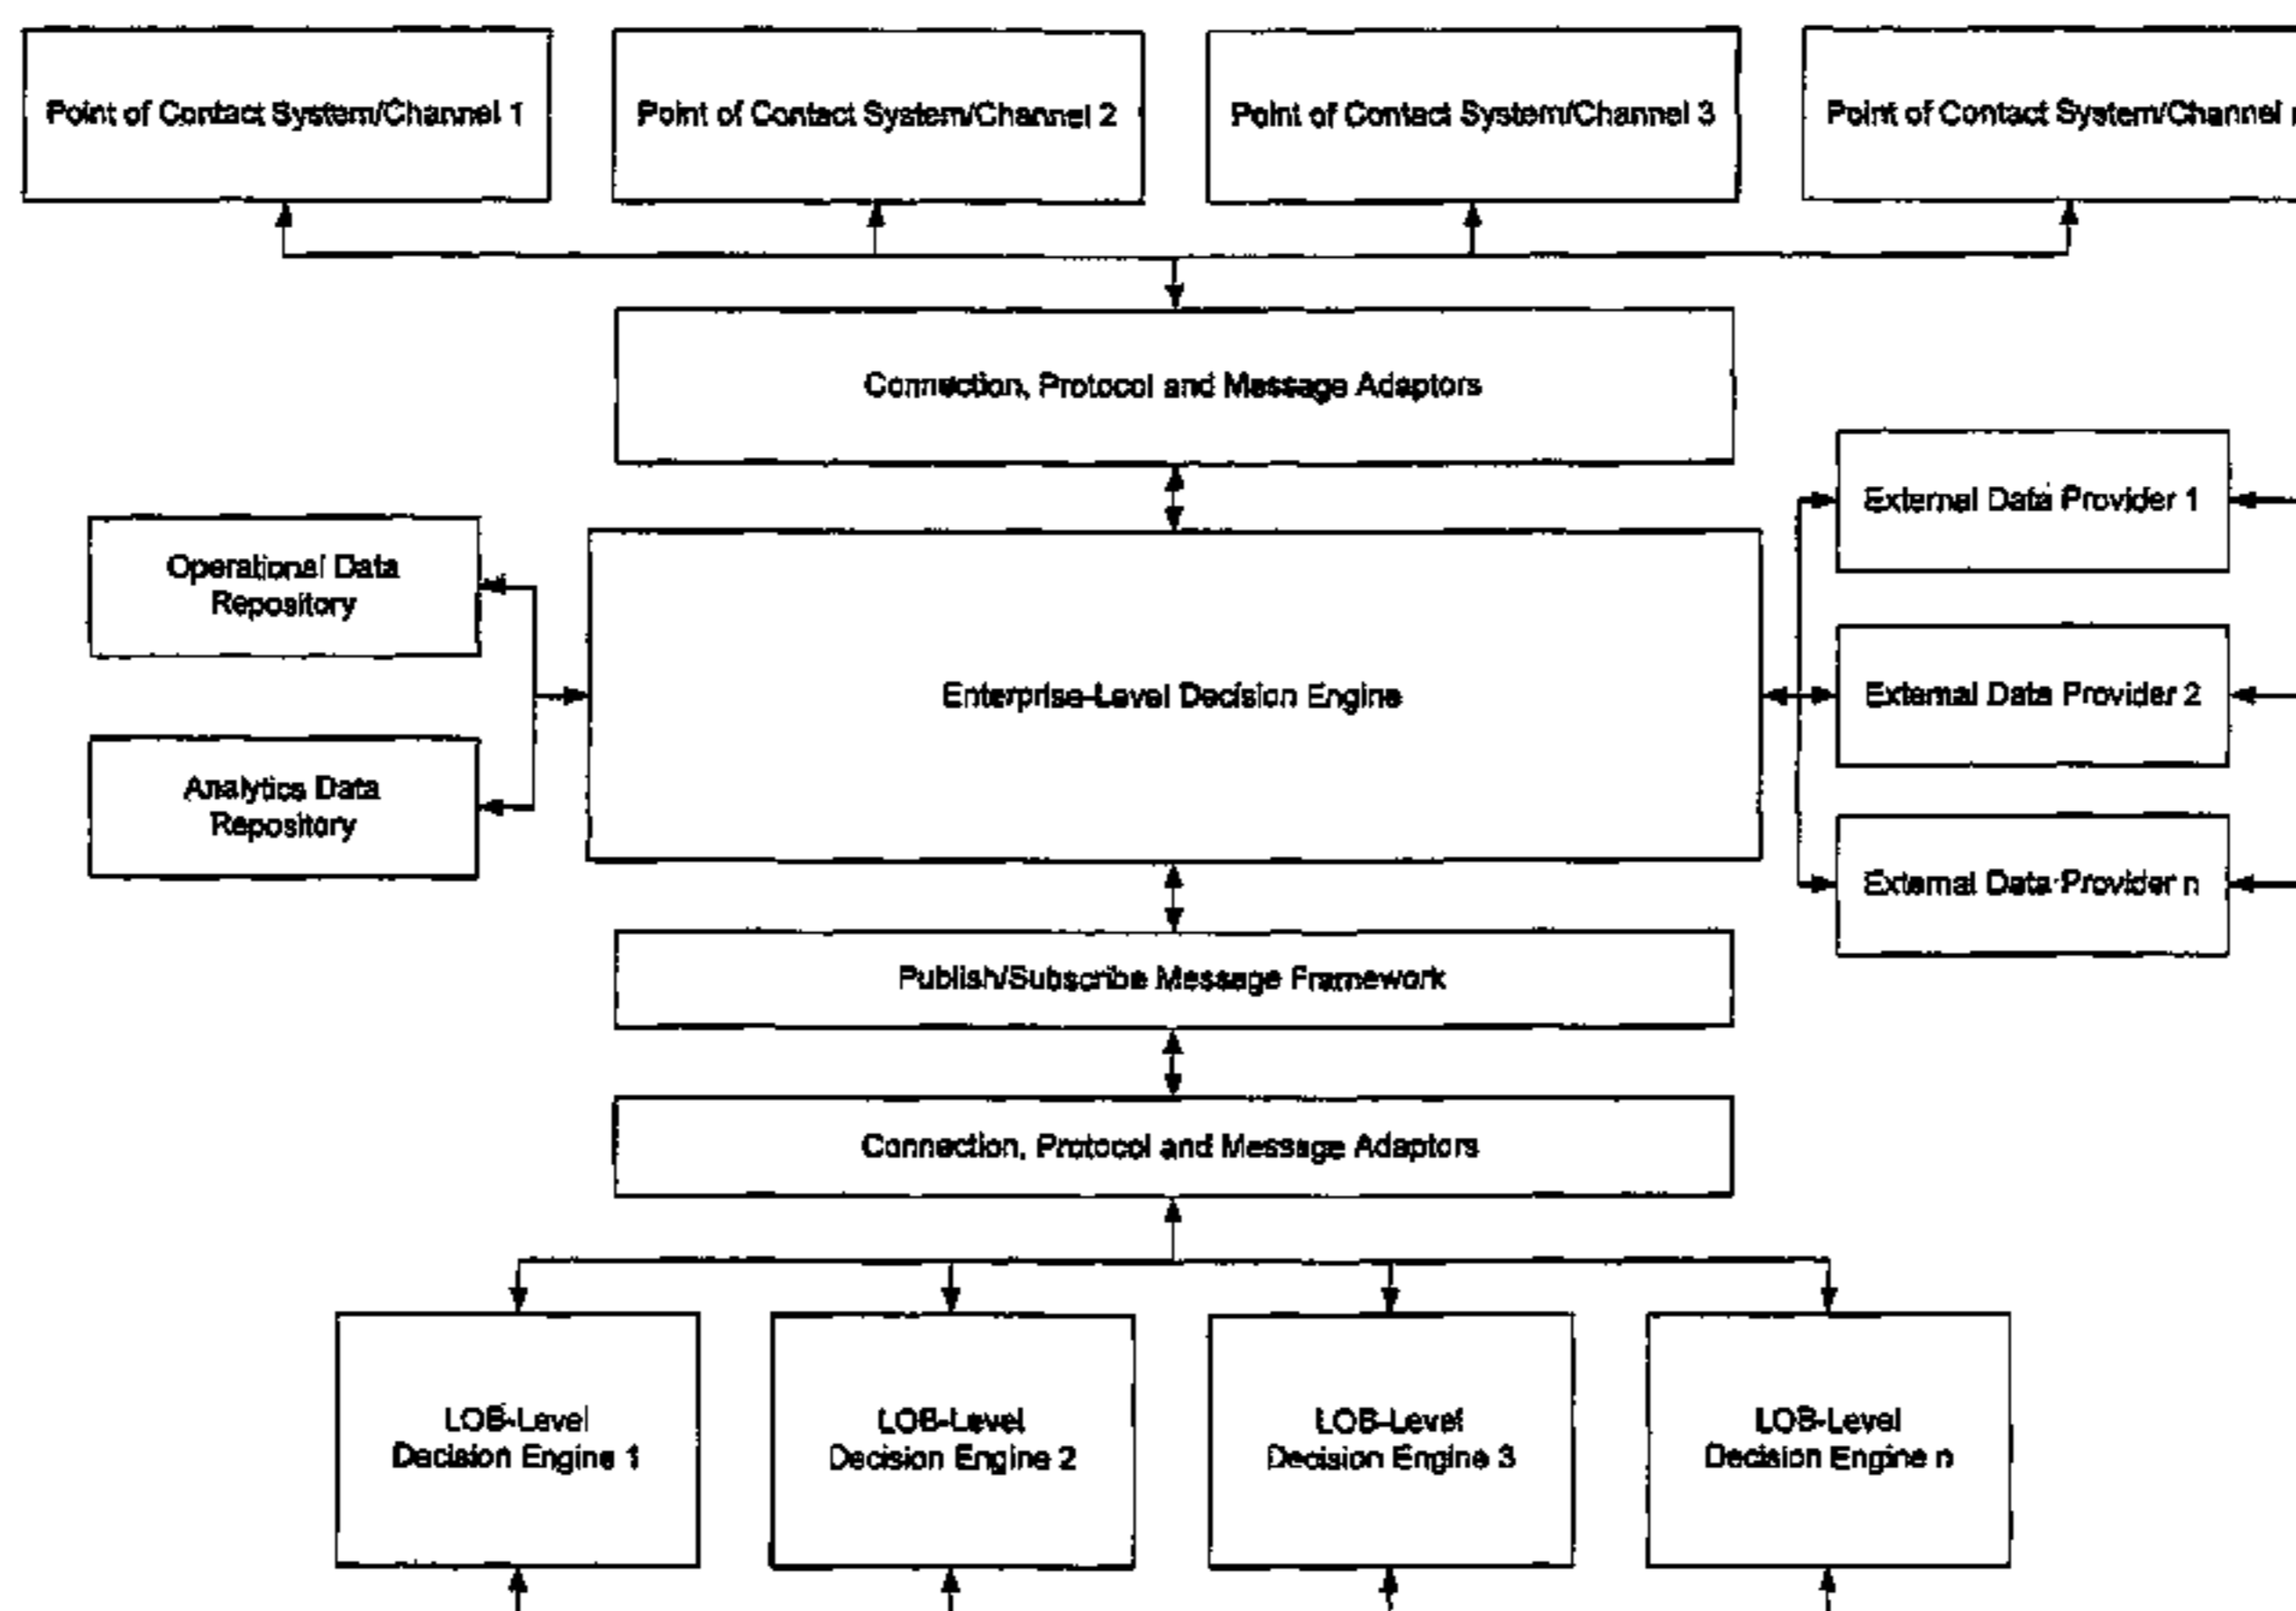 Point of Contact System/Channel 1
Point of Contact System/Channel 2
Point of Contact System/Channel 3
Point of Contact System/Channel
Connection, Protocol and Message Adaptors
External Data Provider 1
Operational Data
Repository
External Data Provider 2
Enterprise-Level Decision Engine
Analytics Data
Repository
External Data Provider n
Publish/Subscribe Message Framework
Connection, Protocol and Message Adaptors
LOB-Level
Decision Engine 1
LOB-Level
Decision Engine 2
LOB-Level
Decision Engine 3
LOB-Level
Decision Engine n